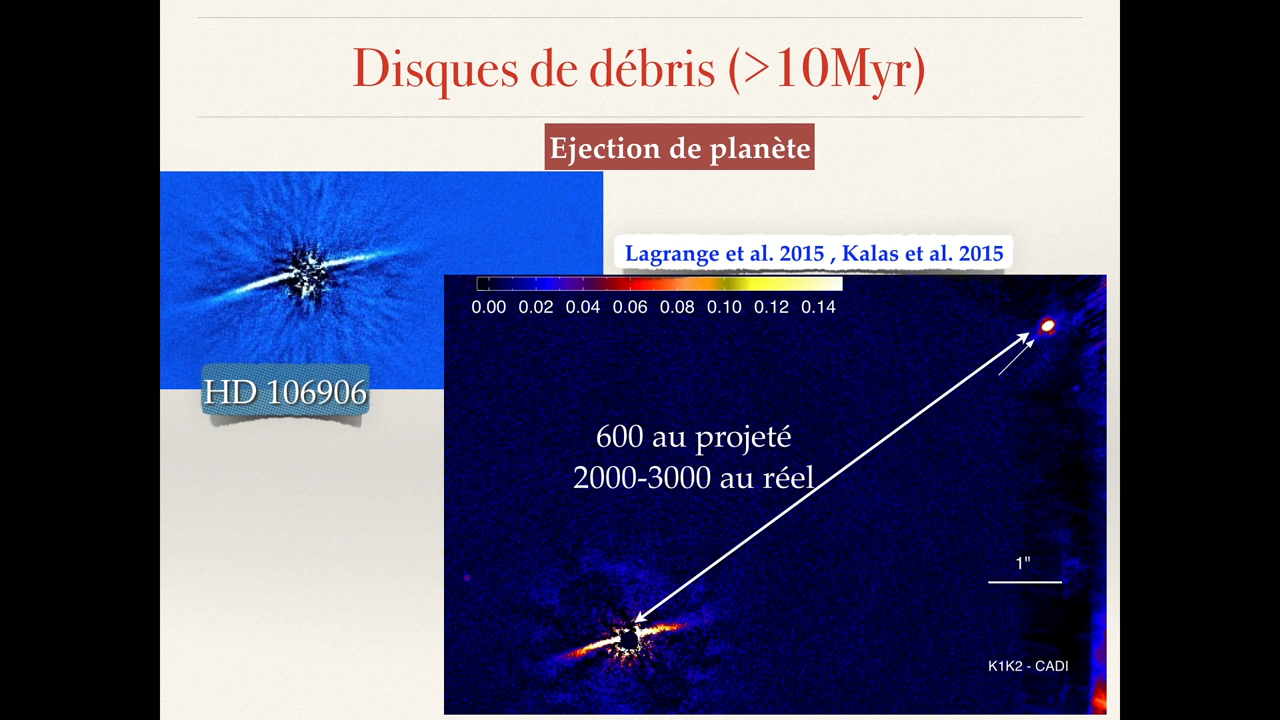 Disques de débris (>10Myr)
Ejection de planète
Lagrange et al. 2015 , Kalas et al. 2015
0.00 0.02 0.04 0.06 0.08 0.10 0.12 0.14
HD 106906
600 au projeté
2000-3000 au réel
1"
K1K2 - CADI